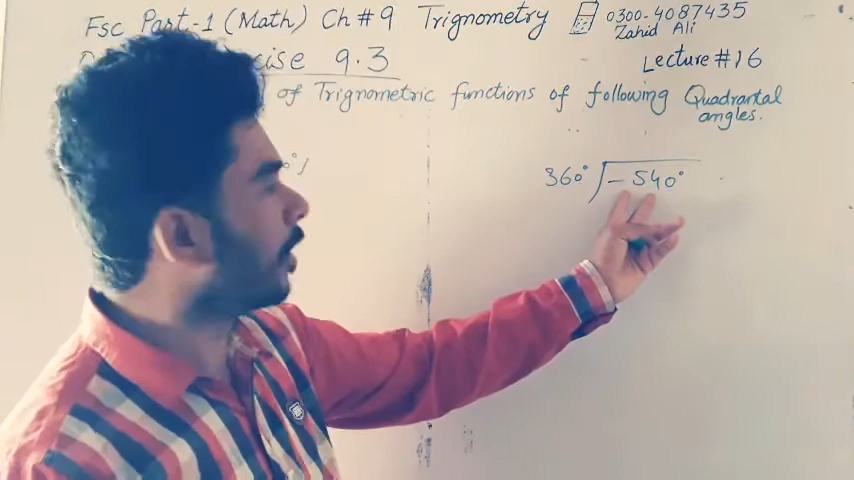 Fsc Part-1 (Math) Ch # 9 Trignometry 0300-4087435
Zahid Ali
cise 9.3 Lecture # 16
of Trignometric functions of following Quadrantal
angles.
360° -540°